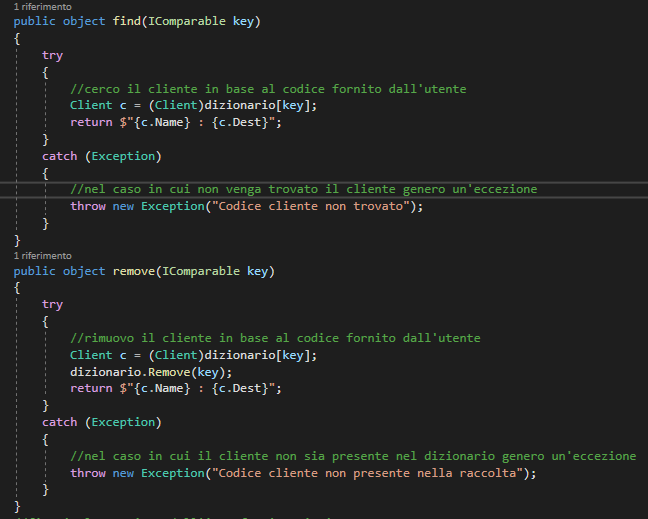 1 riferimento
public object find(IComparable key)
{
try
{
//cerco il cliente in base al codice fornito dall'utente
Client c = (Client)dizionario[key];
return $"{c.Name} : {c.Dest}";
}
catch (Exception)
{
//nel caso in cui non venga trovato il cliente genero un'eccezione
throw new Exception("Codice cliente non trovato");
}
}
1 riferimento
public object remove(IComparable key)
{
try
{
//rimuovo il cliente in base al codice fornito dall'utente
Client c = (Client)dizionario[key];
dizionario.Remove(key);
return $"{c.Name} : {c.Dest}";
}
catch (Exception)
{
//nel caso in cui il cliente non sia presente nel dizionario genero un'eccezione
throw new Exception("Codice cliente non presente nella raccolta");
}
}